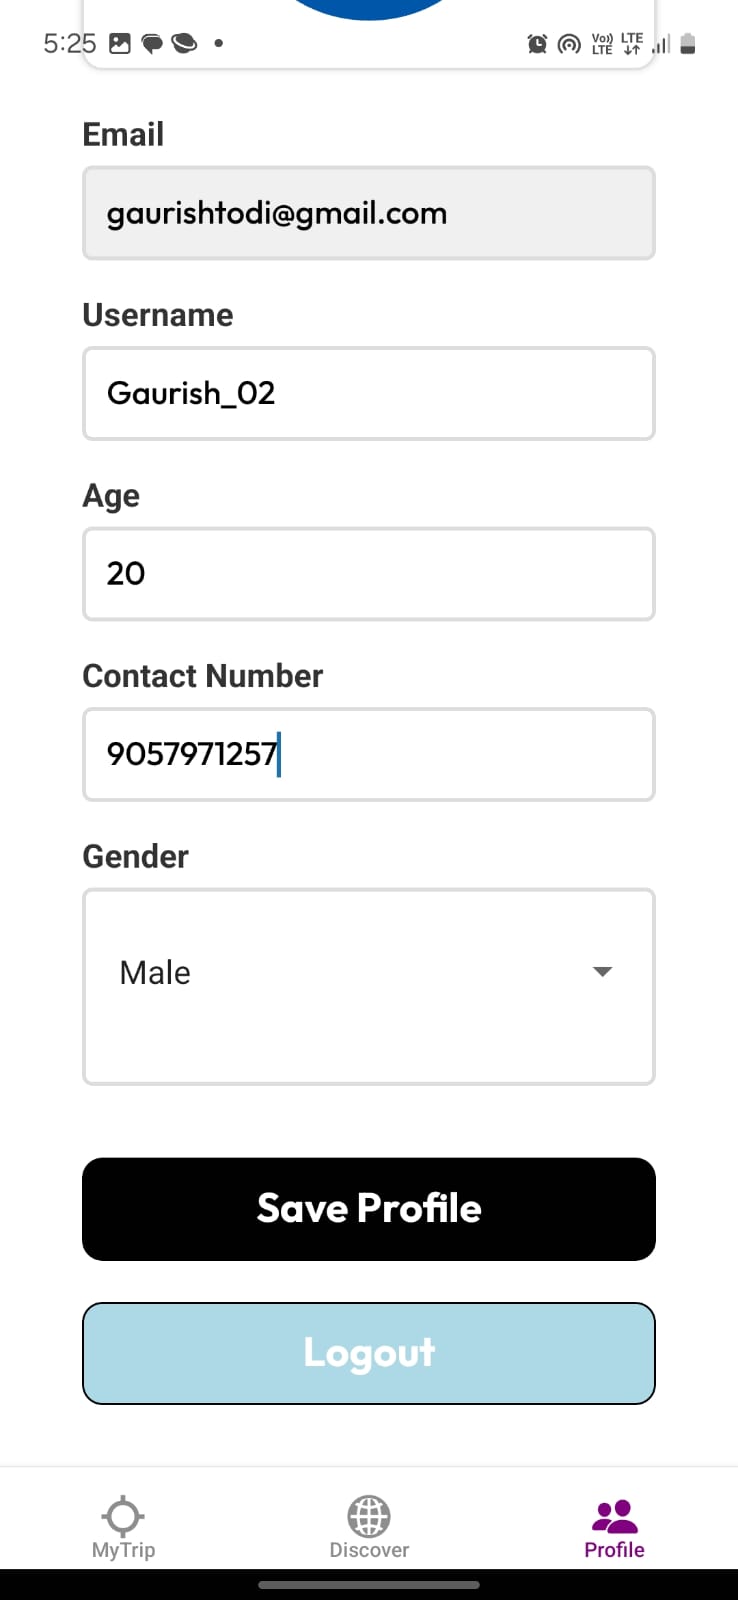 5:25
Vo)) LTE
LTE
Email
gaurishtodi@gmail.com
Username
Gaurish_02
Age
20
Contact Number
9057971257
Gender
Male
Save Profile
Logout
MyTrip Discover Profile